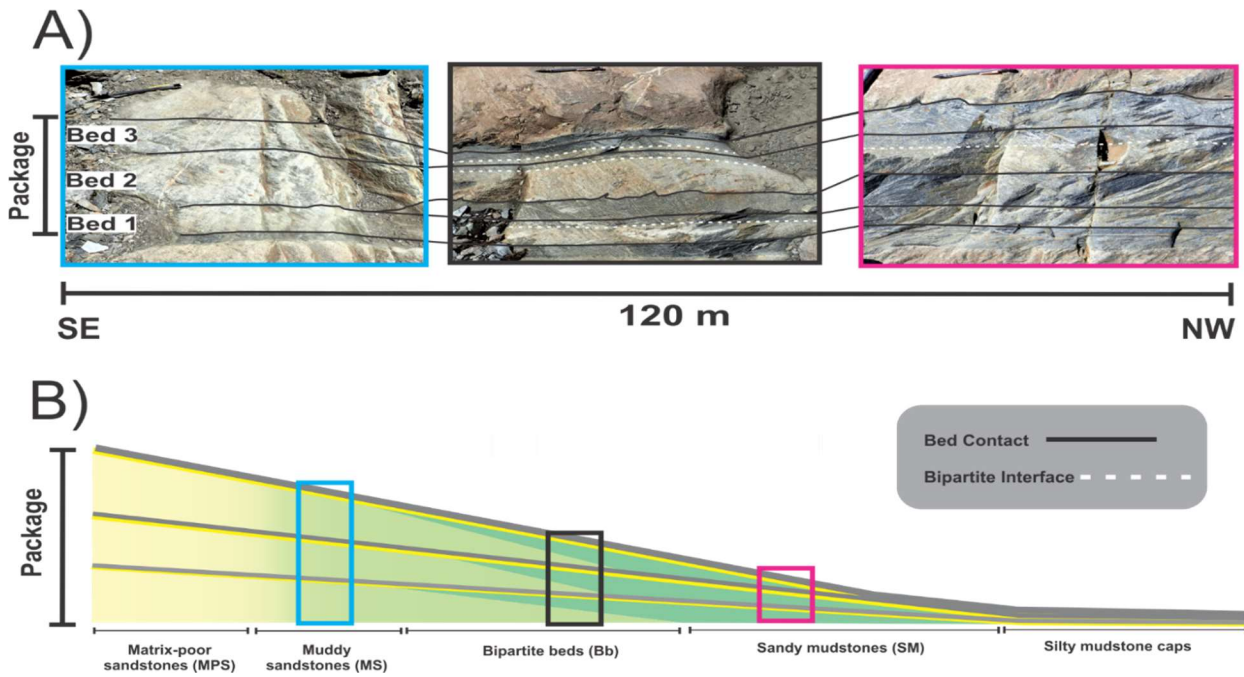 A)
Package
Bed 3
Bed 2
Bed 1
120 m
SE
NW
B)
Package
Bed Contact
Bipartite Interface
Matrix-poor
sandstones (MPS)
Muddy
sandstones (MS)
Bipartite beds (Bb)
Sandy mudstones (SM)
Silty mudstone caps